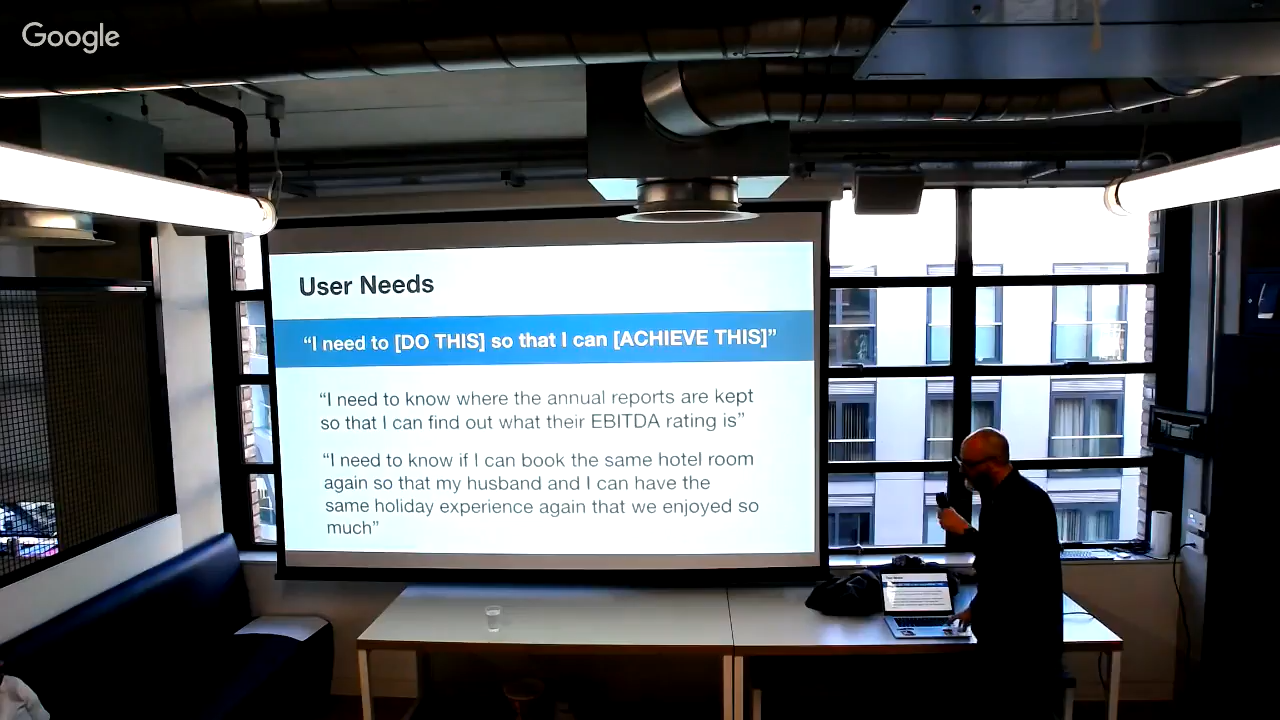 Google
User Needs
“I need to [DO THIS] so that I can [ACHIEVE THIS]”
“I need to know where the annual reports are kept
so that I can find out what their EBITDA rating is”
“I need to know if I can book the same hotel room
again so that my husband and I can have the
same holiday experience again that we enjoyed so
much”
User Needs